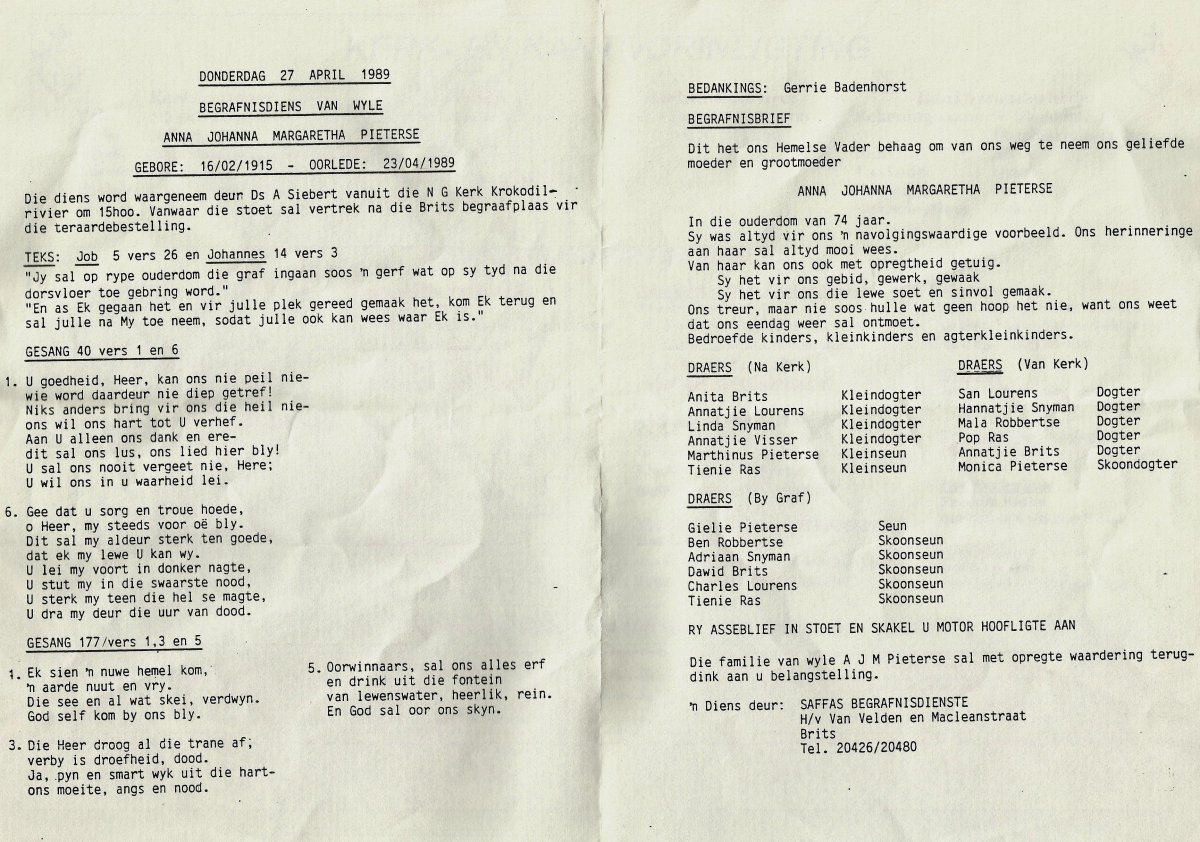 DONDERDAG 27 APRIL 1989
BEGRAFNISDIENS VAN WYLE
ANNA JOHANNA MARGARETHA PIETERSE
GEBORE: 16/02/1915 - OORLEDE: 23/04/1989
Die diens word waargeneem deur Ds A Siebert vanuit die N G Kerk Krokodil-
rivier om 15hoo. Vanwaar die stoet sal vertrek na die Brits begraafplaas vir
die teraardebestelling.
TEKS: Job 5 vers 26 en Johannes 14 vers 3
"Jy sal op rype ouderdom die graf ingaan soos 'n gerf wat op sy tyd na die
dorsvloer toe gebring word."
"En as Ek gegaan het en vir julle plek gereed gemaak het, kom Ek terug en
sal julle na My toe neem, sodat julle ook kan wees waar Ek is."
GESANG 40 vers 1 en 6
1. U goedheid, Heer, kan ons nie peil nie-
wie word daardeur nie diep getref!
Niks anders bring vir ons die heil nie-
ons wil ons hart tot U verhef.
Aan U alleen ons dank en ere-
dit sal ons lus, ons lied hier bly!
U sal ons nooit vergeet nie, Here;
U wil ons in u waarheid lei.
6. Gee dat u sorg en troue hoede,
o Heer, my steeds voor oë bly.
Dit sal my aldeur sterk ten goede,
dat ek my lewe U kan wy.
U lei my voort in donker nagte,
U stut my in die swaarste nood,
U sterk my teen die hel se magte,
U dra my deur die uur van dood.
GESANG 177/vers 1,3 en 5
1. Ek sien 'n nuwe hemel kom,
'n aarde nuut en vry.
Die see en al wat skei, verdwyn.
God self kom by ons bly.
3. Die Heer droog al die trane af;
verby is droefheid, dood.
Ja, pyn en smart wyk uit die hart-
ons moeite, angs en nood.
5. Oorwinnaars, sal ons alles erf
en drink uit die fontein
van lewenswater, heerlik, rein.
En God sal oor ons skyn.
BEDANKINGS: Gerrie Badenhorst
BEGRAFNISBRIEF
Dit het ons Hemelse Vader behaag om van ons weg te neem ons geliefde
moeder en grootmoeder
ANNA JOHANNA MARGARETHA PIETERSE
In die ouderdom van 74 jaar.
Sy was altyd vir ons 'n navolgingswaardige voorbeeld. Ons herinneringe
aan haar sal altyd mooi wees.
Van haar kan ons ook met opregtheid getuig.
Sy het vir ons gebid, gewerk, gewaak
Sy het vir ons die lewe soet en sinvol gemaak.
Ons treur, maar nie soos hulle wat geen hoop het nie, want ons weet
dat ons eendag weer sal ontmoet.
Bedroefde kinders, kleinkinders en agterkleinkinders.
DRAERS (Na Kerk)
Anita Brits Kleindogter
Annatjie Lourens Kleindogter
Linda Snyman Kleindogter
Annatjie Visser Kleindogter
Marthinus Pieterse Kleinseun
Tienie Ras Kleinseun
DRAERS (Van Kerk)
San Lourens Dogter
Hannatjie Snyman Dogter
Mala Robbertse Dogter
Pop Ras Dogter
Annatjie Brits Dogter
Monica Pieterse Skoondogter
DRAERS (By Graf)
Gielie Pieterse Seun
Ben Robbertse Skoonseun
Adriaan Snyman Skoonseun
Dawid Brits Skoonseun
Charles Lourens Skoonseun
Tienie Ras Skoonseun
RY ASSEBLIEF IN STOET EN SKAKEL U MOTOR HOOFLIGTE AAN
Die familie van wyle A J M Pieterse sal met opregte waardering terug-
dink aan u belangstelling.
'n Diens deur: SAFFAS BEGRAFNISDIENSTE
H/v Van Velden en Macleanstraat
Brits
Tel. 20426/20480